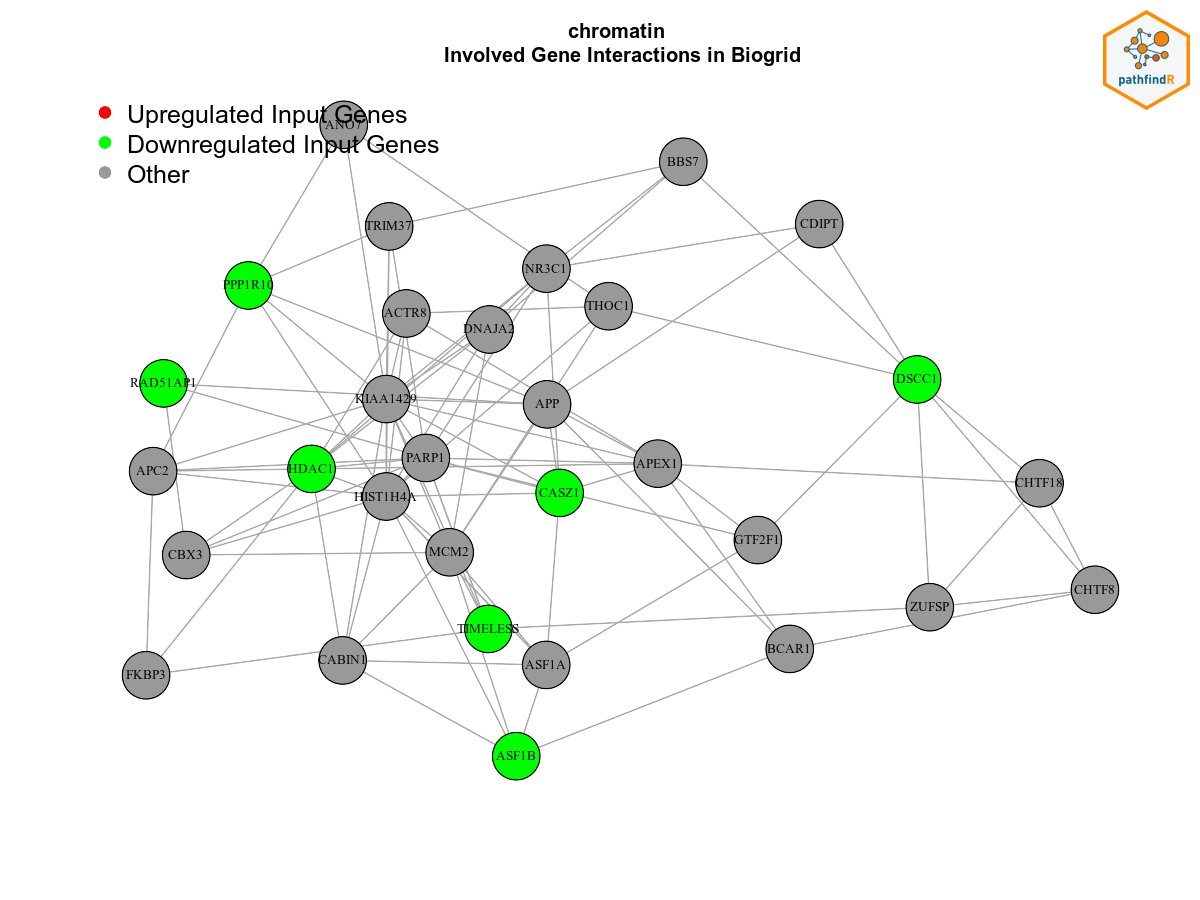 chromatin
Involved Gene Interactions in Biogrid
pathfindR
Upregulated Input Genes
Downregulated Input Genes
Other
ANO7
BBS7
TRIM37
CDIPT
NR3C1
PPP1R10
THOC1
ACTR8
DNAJA2
RAD51AP1
DSCC1
KIAA1429
APP
PARP1
APEX1
APC2
HDAC1
CHTF18
CASZ1
HIST1H4A
GTF2F1
MCM2
CBX3
CHTF8
ZUFSP
TIMELESS
BCAR1
CABIN1
ASF1A
FKBP3
ASF1B